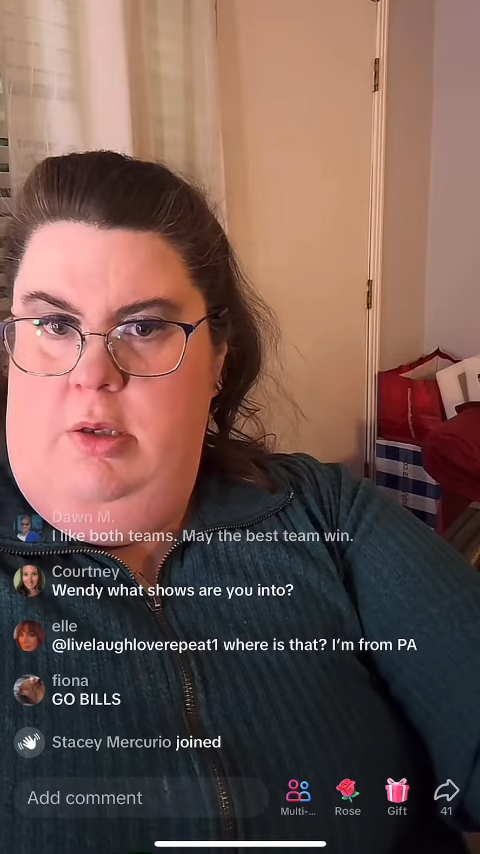 Dawn M.
I like both teams. May the best team win.
Courtney
Wendy what shows are you into?
elle
@livelaughloverepeat1 where is that? I’m from PA
fiona
GO BILLS
Stacey Mercurio joined
Add comment
Multi-...
Rose
Gift
41